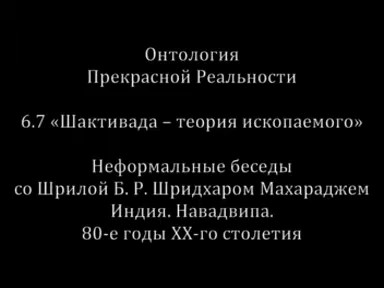 Онтология
Прекрасной Реальности
6.7 «Шактивада – теория ископаемого»
Неформальные беседы
со Шрилой Б. Р. Шридхаром Махараджем
Индия. Навадвипа.
80-е годы XX-го столетия